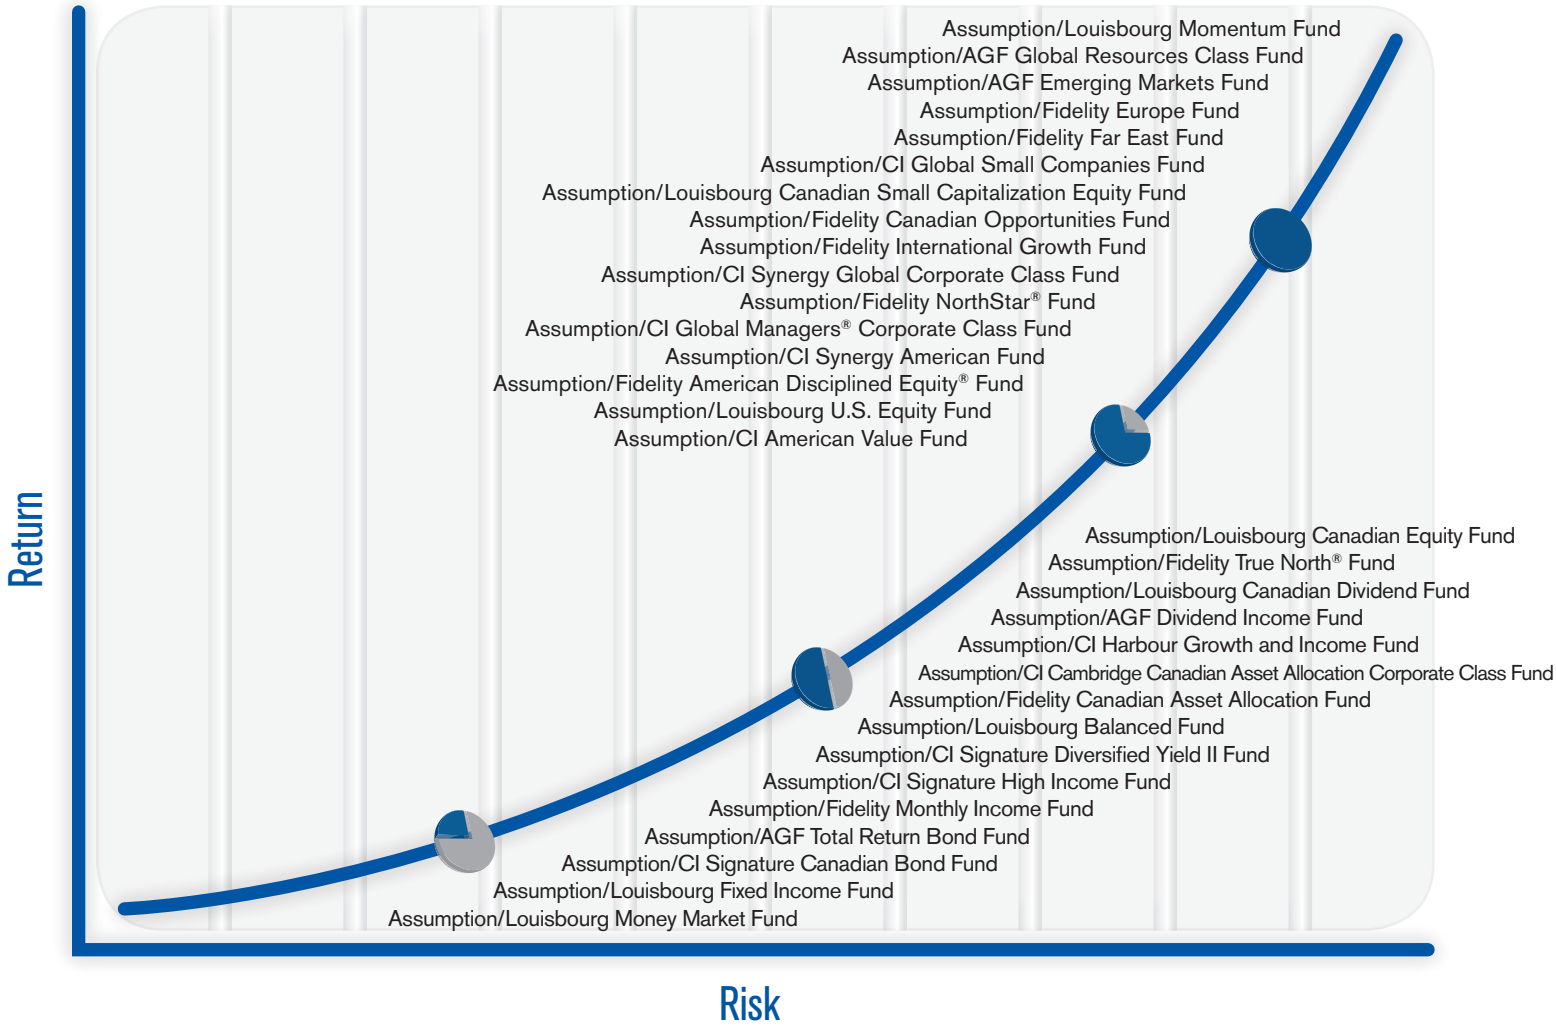 Assumption/Louisbourg Momentum Fund
Assumption/AGF Global Resources Class Fund
Assumption/AGF Emerging Markets Fund
Assumption/Fidelity Europe Fund
Assumption/Fidelity Far East Fund
Assumption/CI Global Small Companies Fund
Assumption/Louisbourg Canadian Small Capitalization Equity Fund
Assumption/Fidelity Canadian Opportunities Fund
Assumption/Fidelity International Growth Fund
Assumption/CI Synergy Global Corporate Class Fund
Assumption/Fidelity NorthStar® Fund
Assumption/CI Global Managers® Corporate Class Fund
Assumption/CI Synergy American Fund
Assumption/Fidelity American Disciplined Equity® Fund
Assumption/Louisbourg U.S. Equity Fund
Assumption/CI American Value Fund
Return
Assumption/Louisbourg Canadian Equity Fund
Assumption/Fidelity True North® Fund
Assumption/Louisbourg Canadian Dividend Fund
Assumption/AGF Dividend Income Fund
Assumption/CI Harbour Growth and Income Fund
Assumption/CI Cambridge Canadian Asset Allocation Corporate Class Fund
Assumption/Fidelity Canadian Asset Allocation Fund
Assumption/Louisbourg Balanced Fund
Assumption/CI Signature Diversified Yield II Fund
Assumption/CI Signature High Income Fund
Assumption/Fidelity Monthly Income Fund
Assumption/AGF Total Return Bond Fund
Assumption/CI Signature Canadian Bond Fund
Assumption/Louisbourg Fixed Income Fund
Assumption/Louisbourg Money Market Fund
Risk